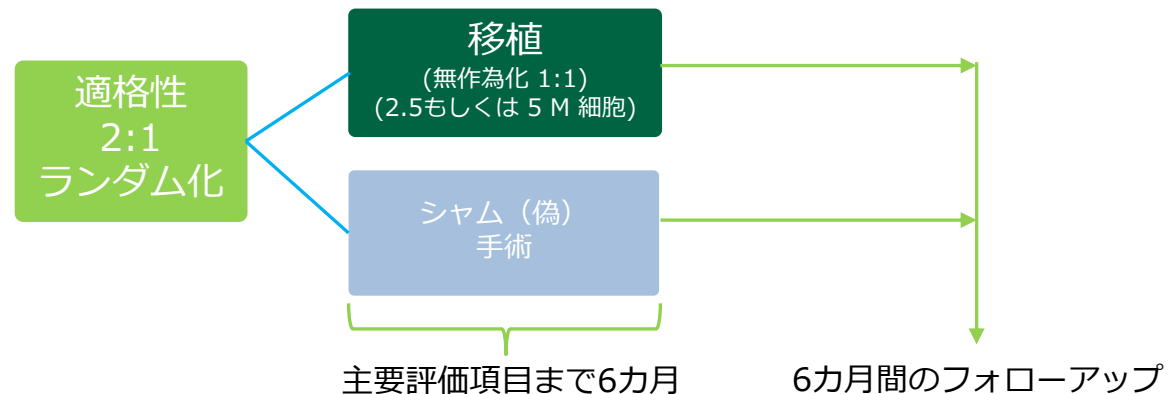 適格性
2:1
ランダム化
移植
(無作為化 1:1)
(2.5もしくは 5 M 細胞)
シャム（偽）
手術
主要評価項目まで6カ月
6カ月間のフォローアップ